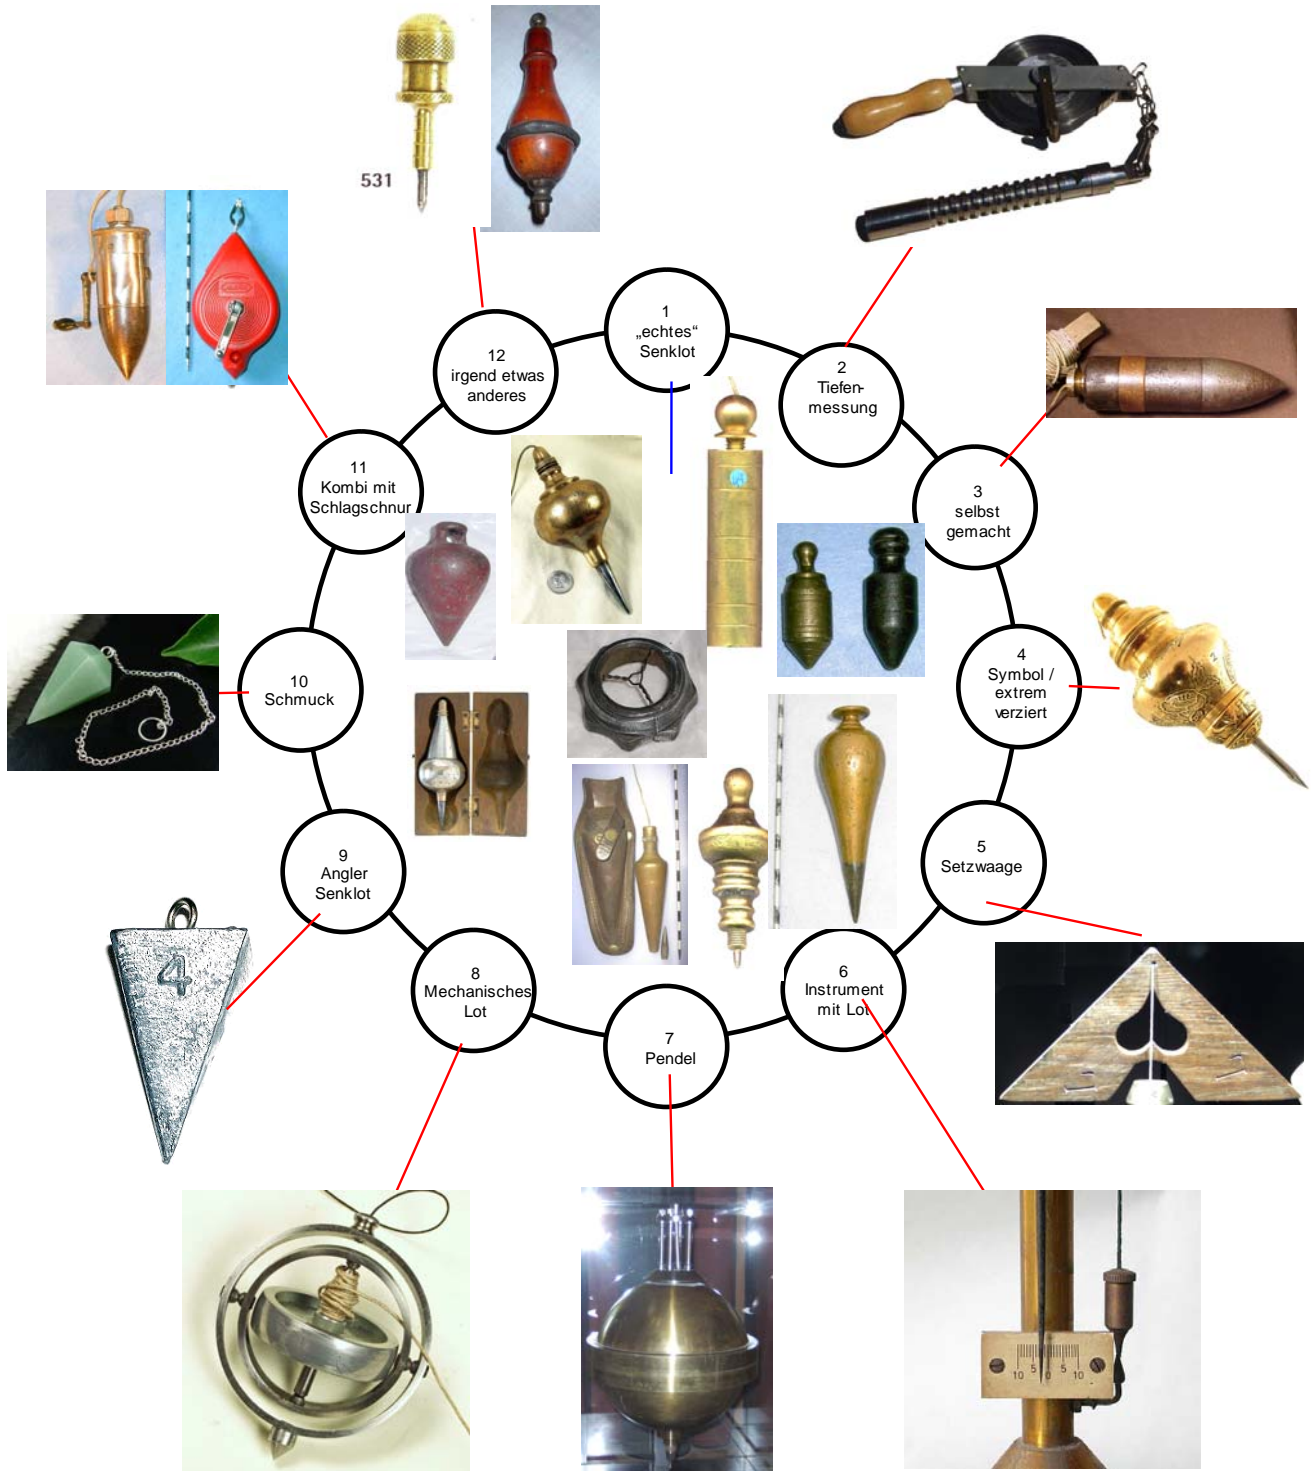 531
1
„echtes“
Senklot
2
Tiefen-
messung
3
selbst
gemacht
4
Symbol /
extrem
verziert
5
Setzwaage
6
Instrument
mit Lot
7
Pendel
8
Mechanisches
Lot
9
Angler
Senklot
10
Schmuck
11
Kombi mit
Schlagschnur
12
irgend etwas
anderes
4
10 5 0 5 10